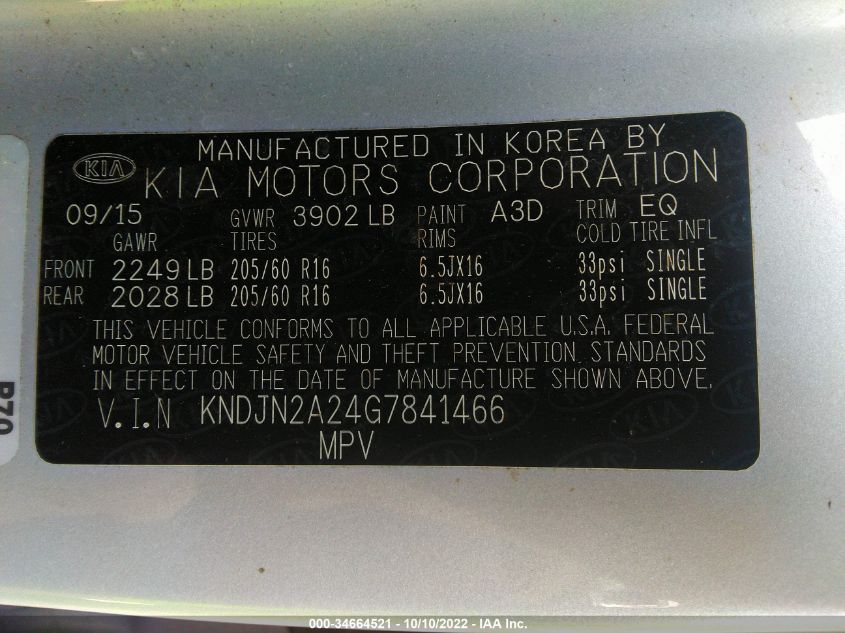 MANUFACTURED IN KOREA BY
KIA KIA MOTORS CORPORATION
09/15 GVWR 3902 LB PAINT A3D TRIM EQ
GAWR TIRES RIMS COLD TIRE INFL
FRONT 2249 LB 205/60 R16 6.5JX16 33psi SINGLE
REAR 2028 LB 205/60 R16 6.5JX16 33psi SINGLE
THIS VEHICLE CONFORMS TO ALL APPLICABLE U.S.A. FEDERAL
MOTOR VEHICLE SAFETY AND THEFT PREVENTION STANDARDS
IN EFFECT ON THE DATE OF MANUFACTURE SHOWN ABOVE.
V.I.N KNDJN2A24G7841466
MPV
000-34664521 - 10/10/2022 - IAA Inc.